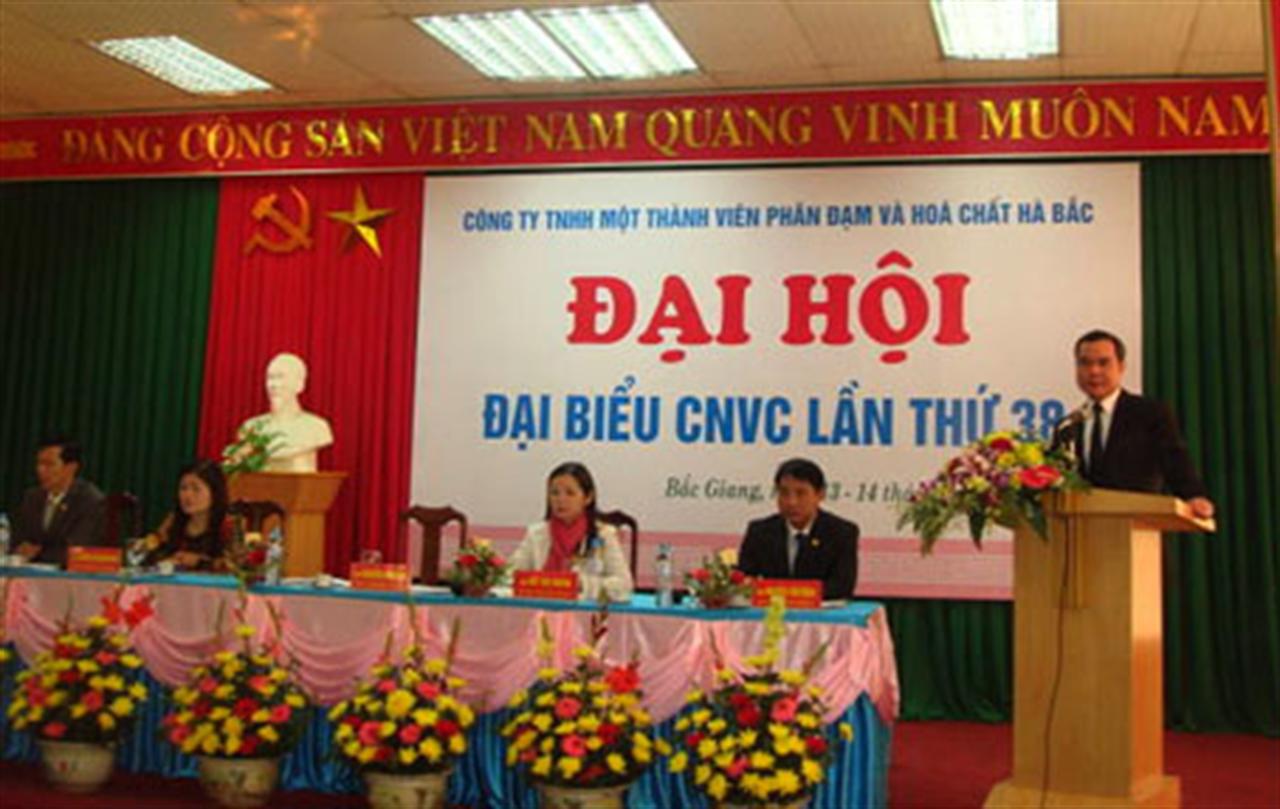 ĐẢNG CỘNG SẢN VIỆT NAM QUANG VINH MUÔN NĂM
CÔNG TY TNHH MỘT THÀNH VIÊN PHÂN ĐẠM VÀ HOÁ CHẤT HÀ BẮC
ĐẠI HỘI
ĐẠI BIỂU CNVC LẦN THỨ 38
Bắc Giang, - 14